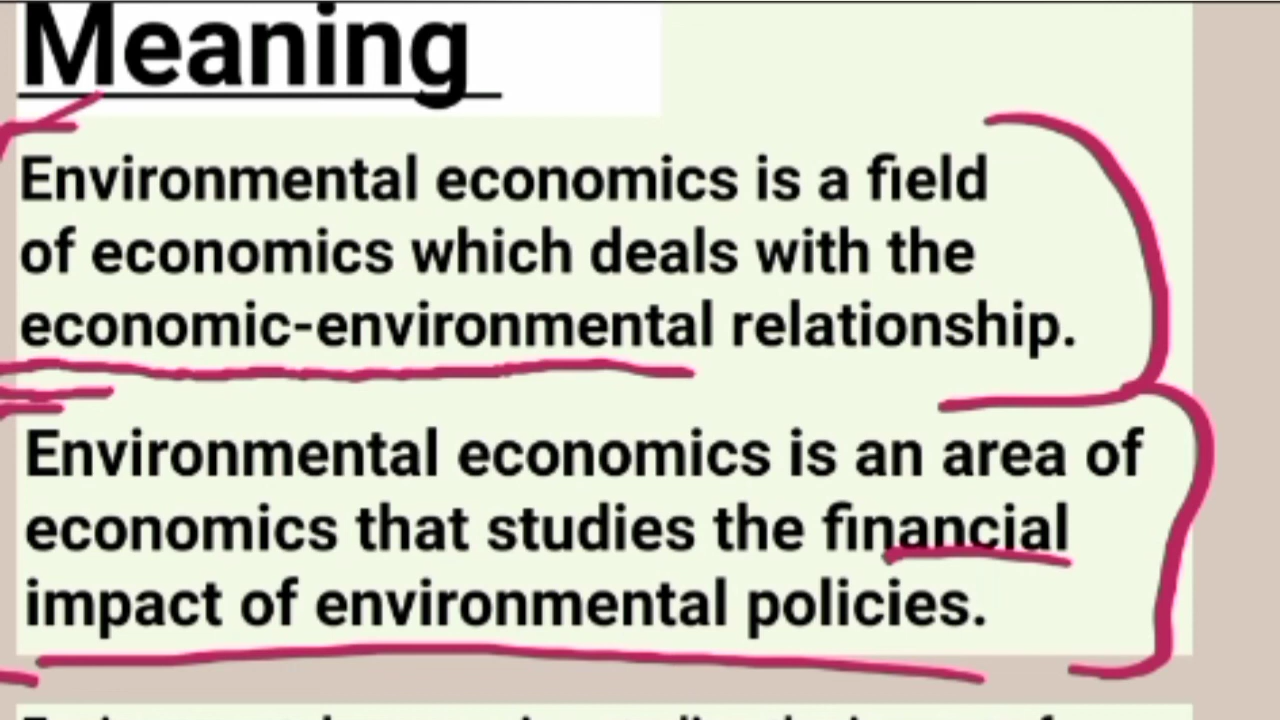 Meaning
Environmental economics is a field
of economics which deals with the
economic-environmental relationship.
Environmental economics is an area of
economics that studies the financial
impact of environmental policies.